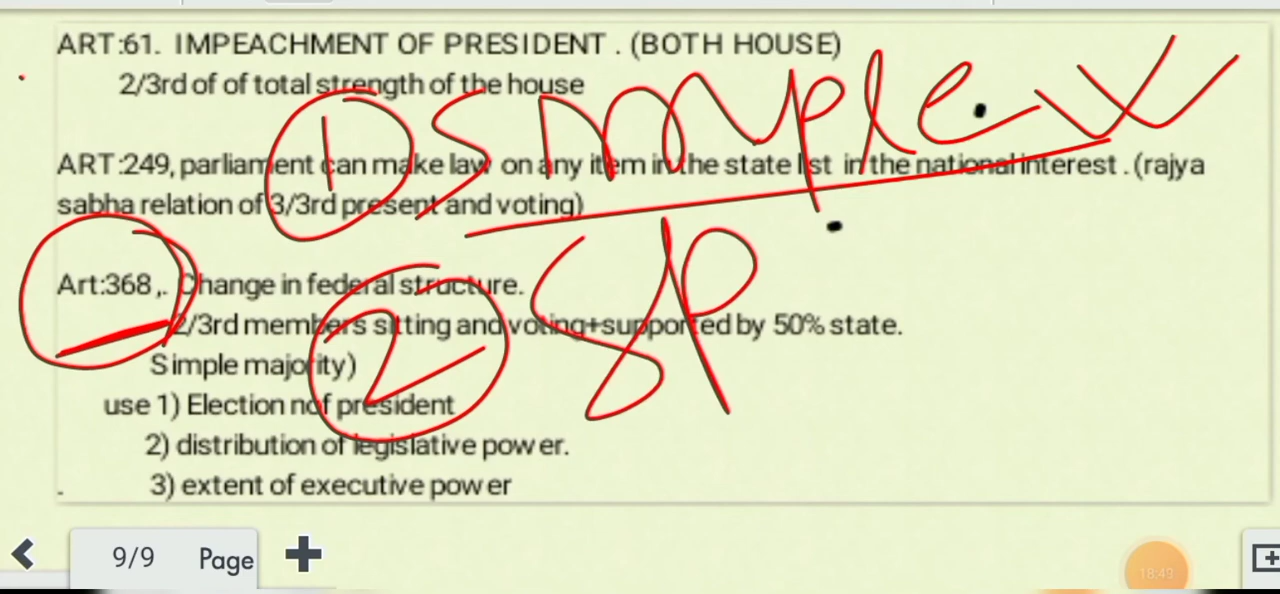 ART:61. IMPEACHMENT OF PRESIDENT . (BOTH HOUSE)
2/3rd of of total strength of the house
ART:249, parliament can make law on any item in the state list in the national interest . (rajya
sabha relation of 3/3rd present and voting)
Art:368,. Change in federal structure.
2/3rd members sitting and voting+supported by 50% state.
Simple majority)
use 1) Election nof president
2) distribution of legislative power.
3) extent of executive power
1
2 SP
9/9 Page
18:49